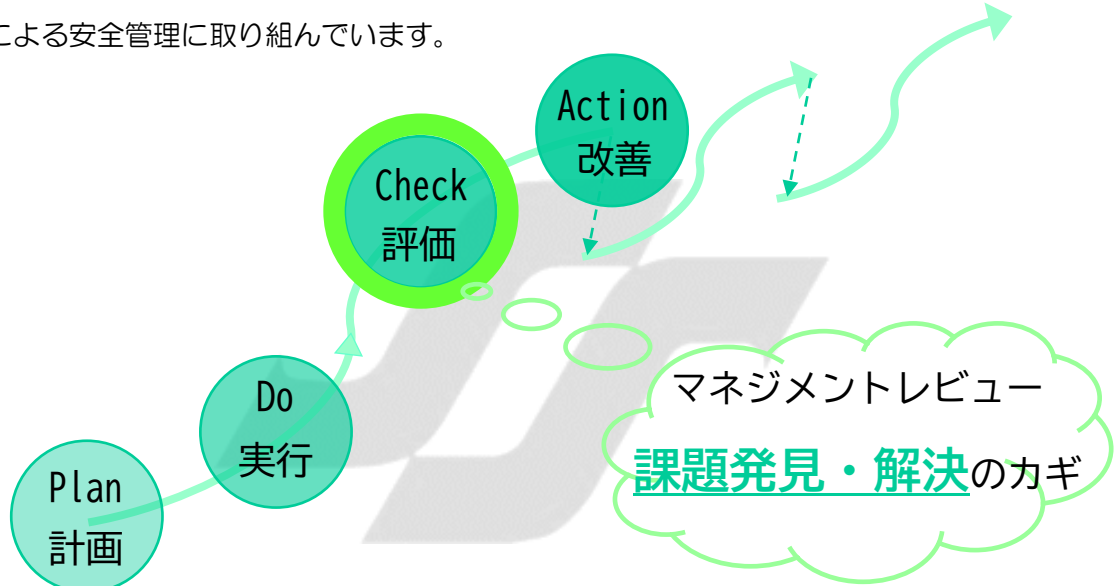 による安全管理に取り組んでいます。
Action
改善
Check
評価
Do
実行
Plan
計画
マネジメントレビュー
課題発見・解決のカギ